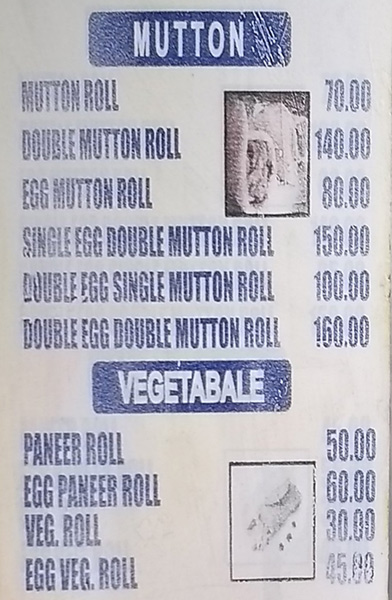 MUTTON
MUTTON ROLL 70.00
DOUBLE MUTTON ROLL 140.00
EGG MUTTON ROLL 80.00
SINGLE EGG DOUBLE MUTTON ROLL 150.00
DOUBLE EGG SINGLE MUTTON ROLL 100.00
DOUBLE EGG DOUBLE MUTTON ROLL 160.00
VEGETABALE
PANEER ROLL 50.00
EGG PANEER ROLL 60.00
VEG. ROLL 30.00
EGG VEG. ROLL 45.00